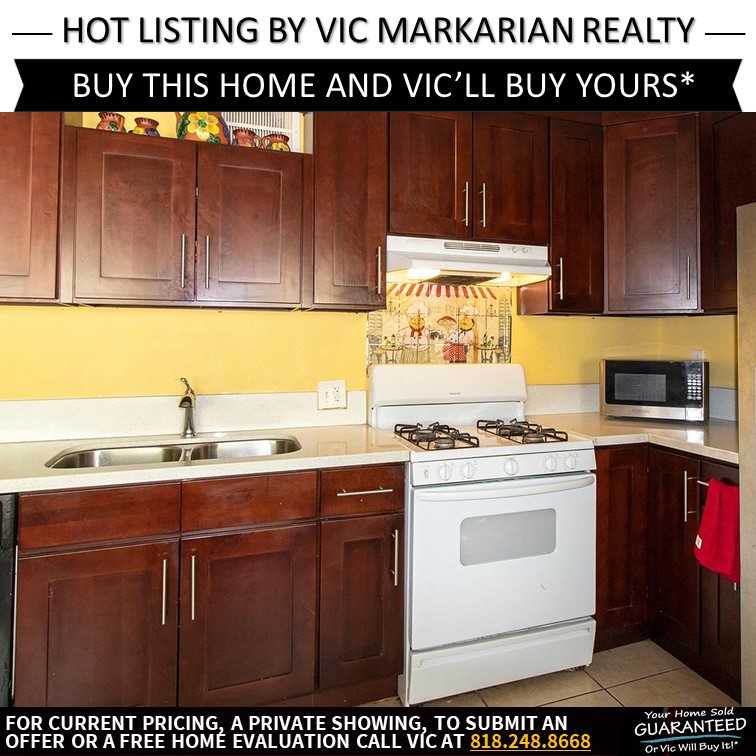 HOT LISTING BY VIC MARKARIAN REALTY
BUY THIS HOME AND VIC’LL BUY YOURS*
FOR CURRENT PRICING, A PRIVATE SHOWING, TO SUBMIT AN
OFFER OR A FREE HOME EVALUATION CALL VIC AT 818.248.8668
Your Home Sold
GUARANTEED
Or Vic Will Buy It!